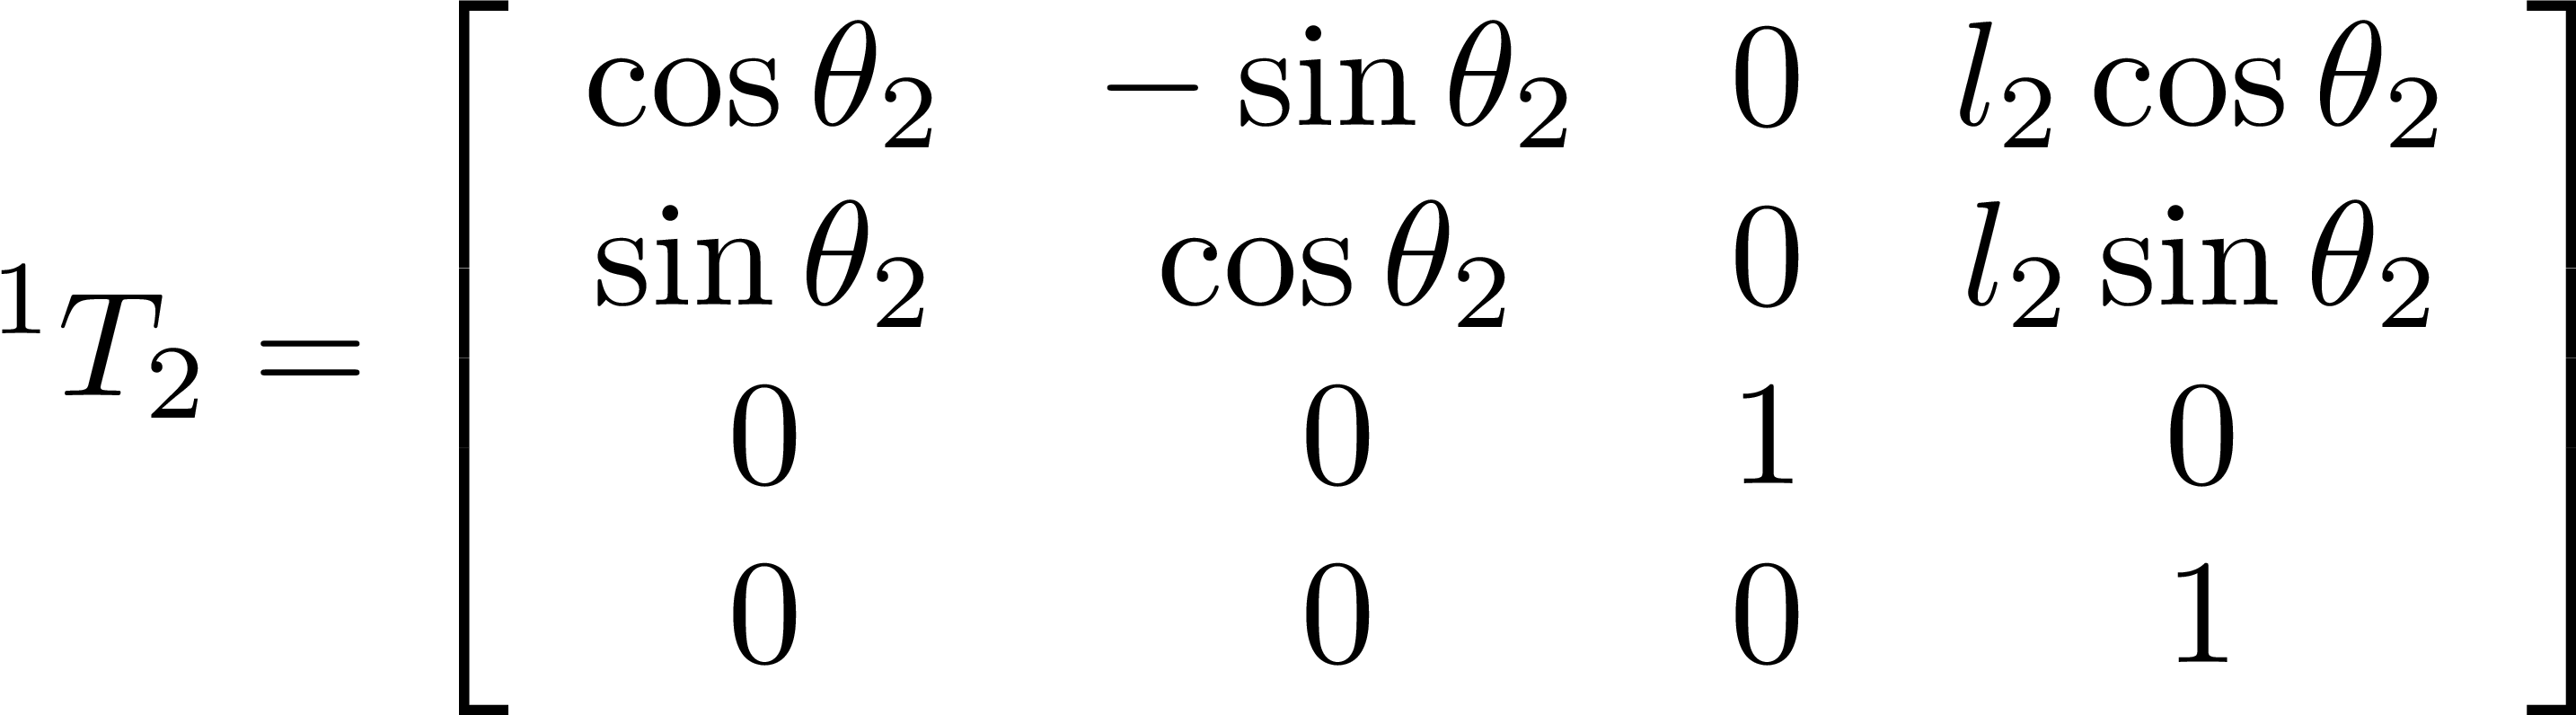 cos θ₂ − sin θ₂ 0 l₂ cos θ₂
sin θ₂ cos θ₂ 0 l₂ sin θ₂
¹T₂ =
0 0 1 0
0 0 0 1